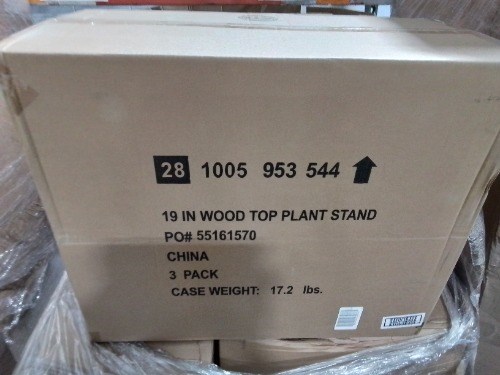 28 1005 953 544
19 IN WOOD TOP PLANT STAND
PO# 55161570
CHINA
3 PACK
CASE WEIGHT: 17.2 lbs.